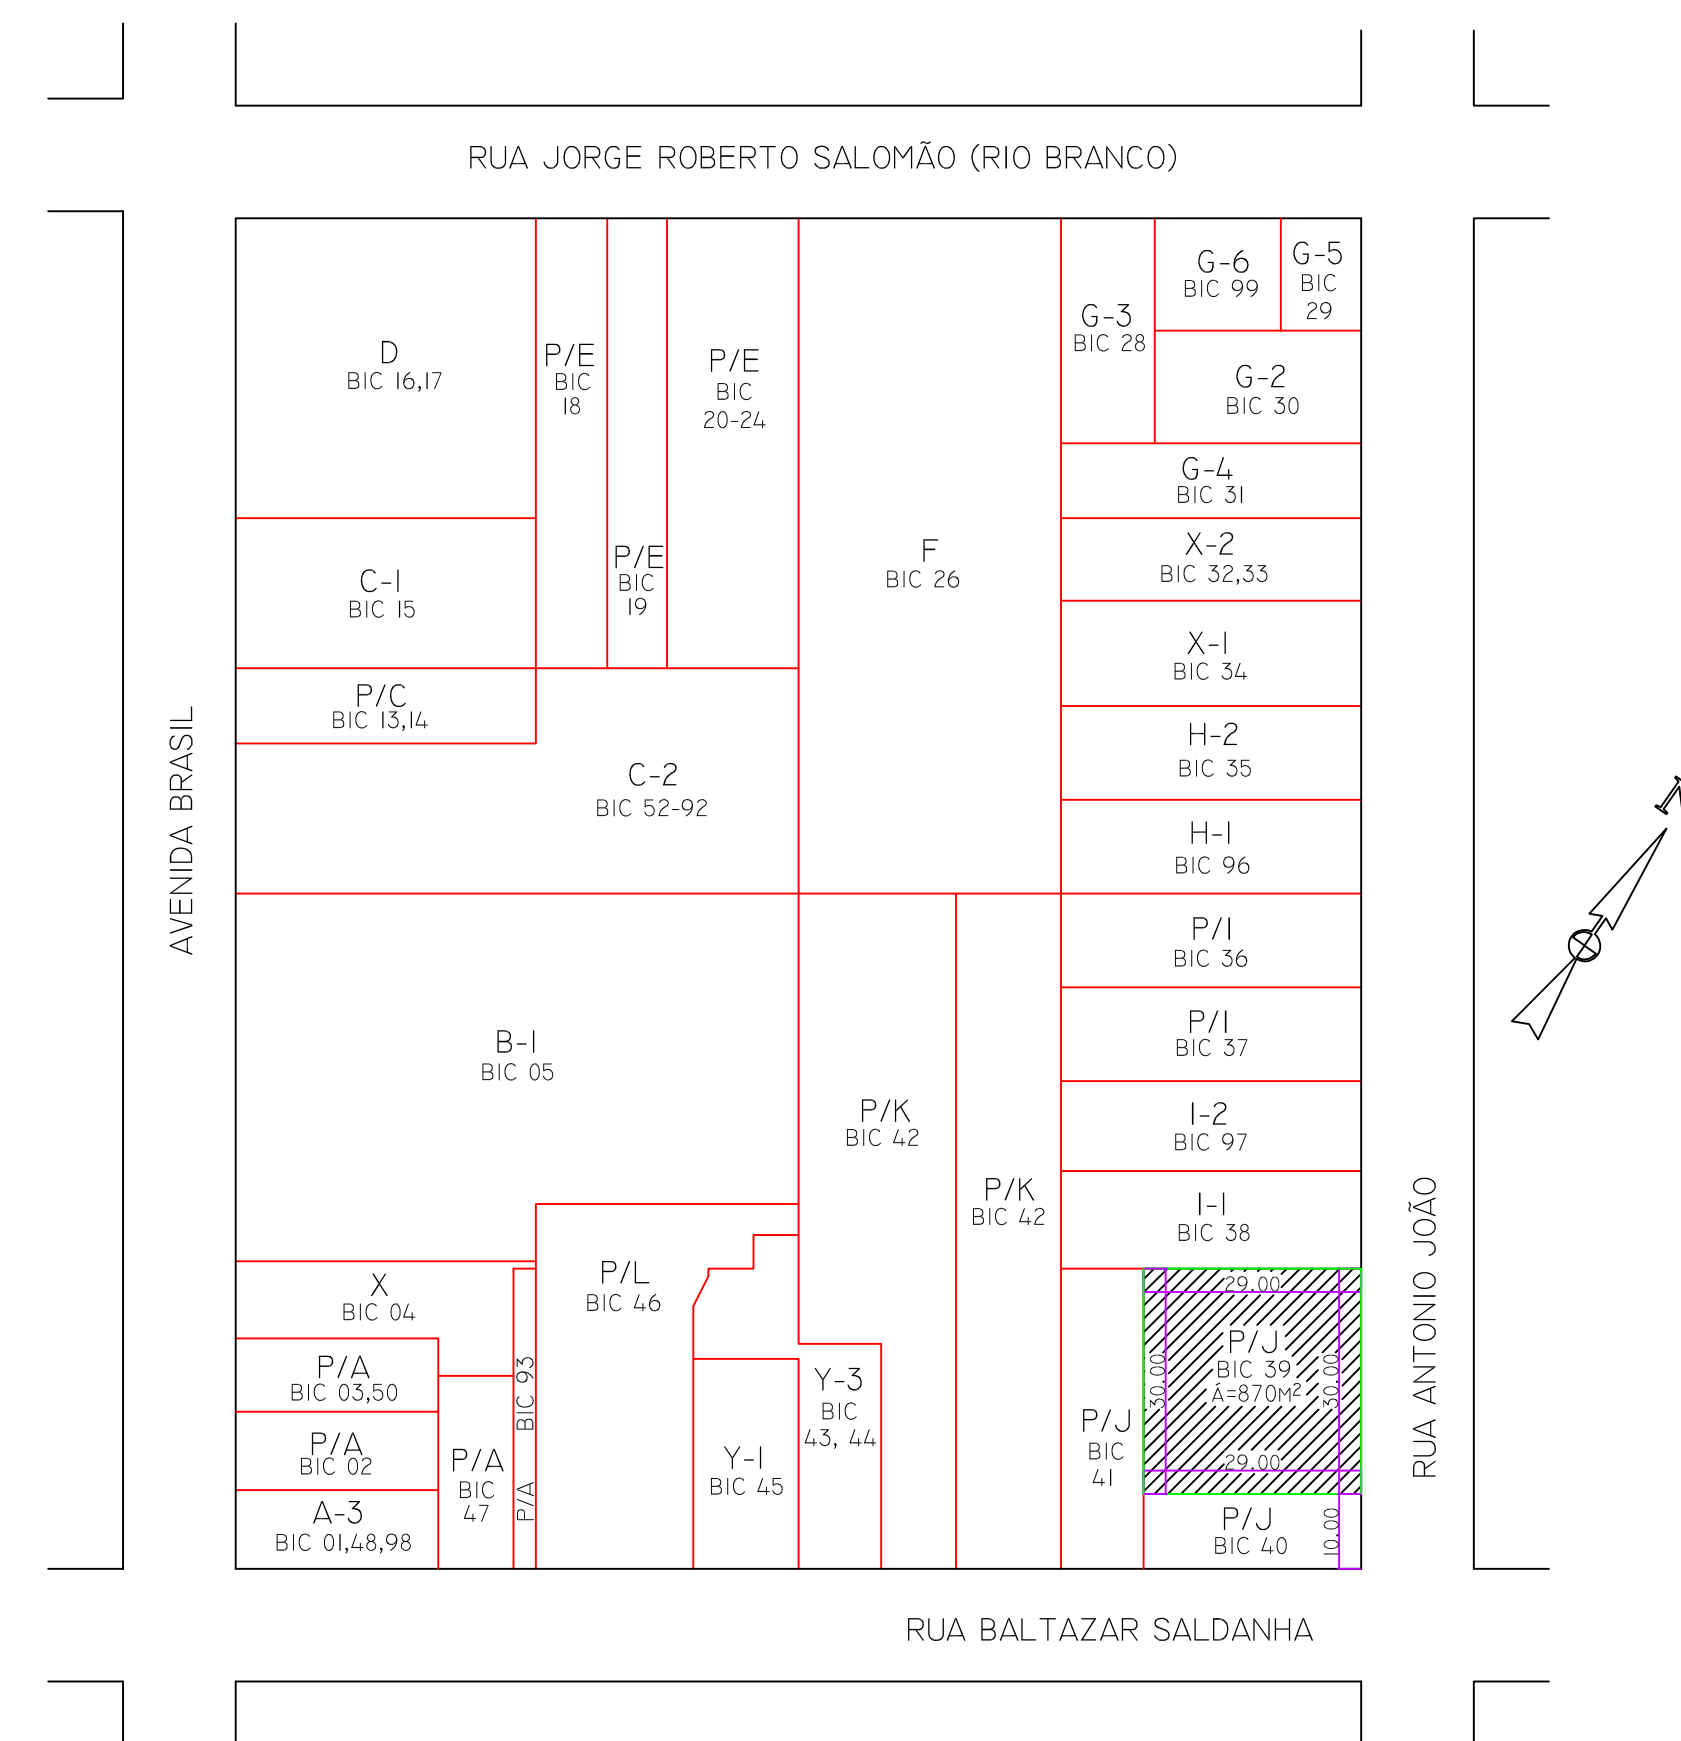 RUA JORGE ROBERTO SALOMÃO (RIO BRANCO)
D
BIC 16,17
P/E
BIC
18
P/E
BIC
19
P/E
BIC
20-24
F
BIC 26
G-3
BIC 28
G-6
BIC 99
G-5
BIC
29
G-2
BIC 30
G-4
BIC 31
X-2
BIC 32,33
X-1
BIC 34
H-2
BIC 35
H-1
BIC 96
C-1
BIC 15
P/C
BIC 13,14
C-2
BIC 52-92
AVENIDA BRASIL
N
B-1
BIC 05
P/K
BIC 42
P/K
BIC 42
P/I
BIC 36
P/I
BIC 37
I-2
BIC 97
I-1
BIC 38
X
BIC 04
P/A
BIC 03,50
P/A
BIC 02
A-3
BIC 01,48,98
P/A
BIC
47
P/A BIC 93
P/L
BIC 46
Y-1
BIC 45
Y-3
BIC
43, 44
P/J
BIC
41
29.00
30.00
P/J
BIC 39
Á=870M²
30.00
29.00
P/J
BIC 40
10.00
RUA ANTONIO JOÃO
RUA BALTAZAR SALDANHA